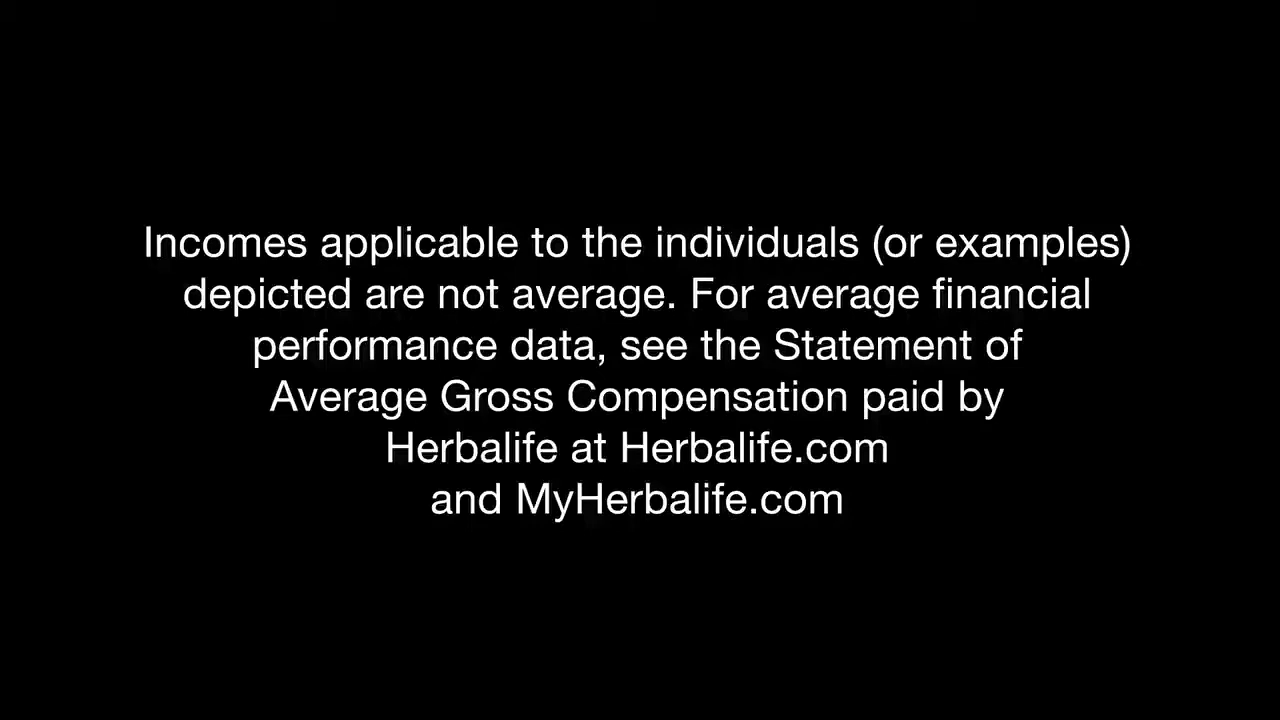 Incomes applicable to the individuals (or examples)
depicted are not average. For average financial
performance data, see the Statement of
Average Gross Compensation paid by
Herbalife at Herbalife.com
and MyHerbalife.com